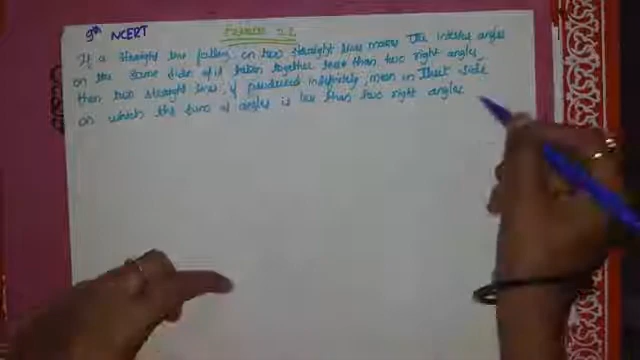 9th NCERT
Exercise 5.2
If a straight line falling on two straight lines makes the interior angles
on the same side of it taken together less than two right angles,
then two straight lines, if produced indefinitely, meet on that side
on which the sum of angles is less than two right angles